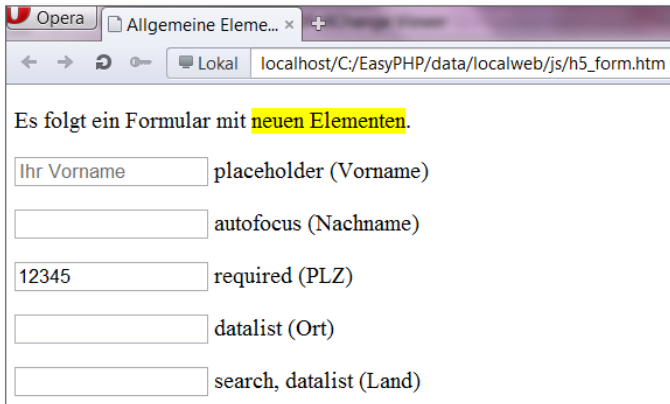 Opera
Allgemeine Eleme... × +
Lokal localhost/C:/EasyPHP/data/localweb/js/h5_form.htm
Es folgt ein Formular mit neuen Elementen.
Ihr Vorname placeholder (Vorname)
autofocus (Nachname)
12345 required (PLZ)
datalist (Ort)
search, datalist (Land)